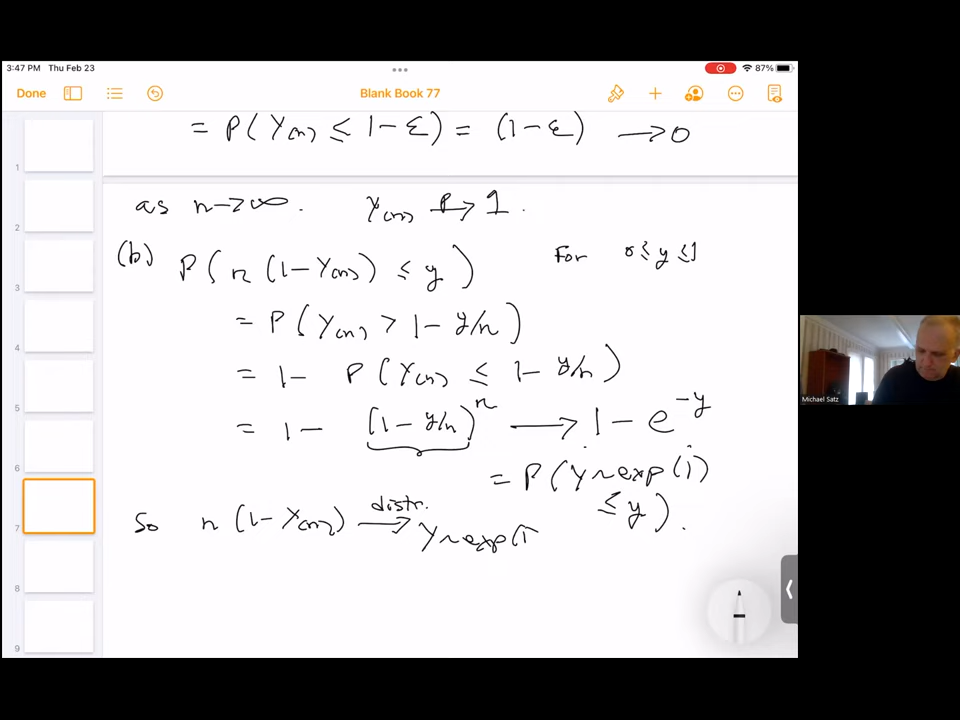 3:47 PM Thu Feb 23
87%
Done
Blank Book 77
= P(Y(n) ≤ 1-ε) = (1-ε) → 0
as n→∞. Y(n) P→ 1.
(b) P(n(1-Y(n)) ≤ y) For 0≤y≤1
= P(Y(n) > 1-y/n)
= 1- P(Y(n) ≤ 1-y/n)
= 1- (1-y/n)^n → 1-e^-y
= P(Y~exp(1) ≤ y).
So n(1-Y(n)) distr.→ Y~exp(1
1
2
3
4
5
6
7
8
9
Michael Satz